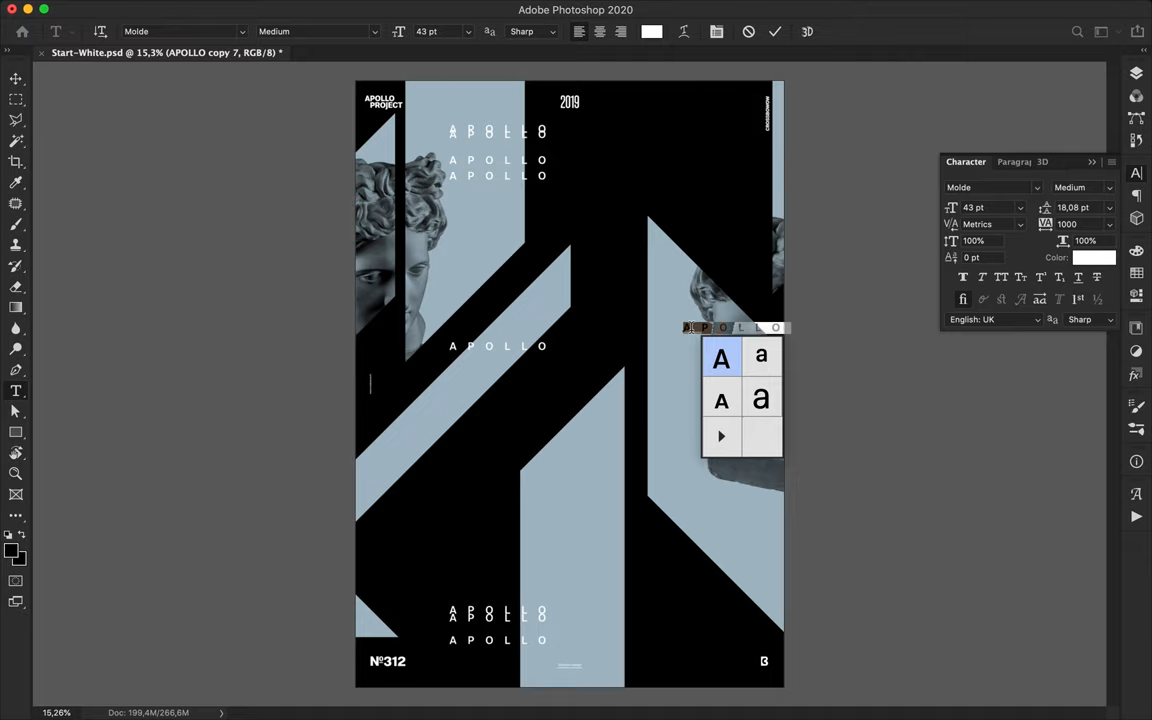 Adobe Photoshop 2020
T
Molde
Medium
43 pt
Sharp
3D
Start-White.psd @ 15,3% (APOLLO copy 7, RGB/8) *
APOLLO
PROJECT
2019
CROSSBOWOW
A P O L L O
A P O L L O
A P O L L O
A P O L L O
A P O L L O
A P O L L O
A a
A a
A P O L L O
A P O L L O
A P O L L O
Nº312
B
Character
Paragra
3D
Molde
Medium
43 pt
18,08 pt
Metrics
1000
100%
100%
0 pt
Color:
English: UK
Sharp
15,26%
Doc: 199,4M/266,6M